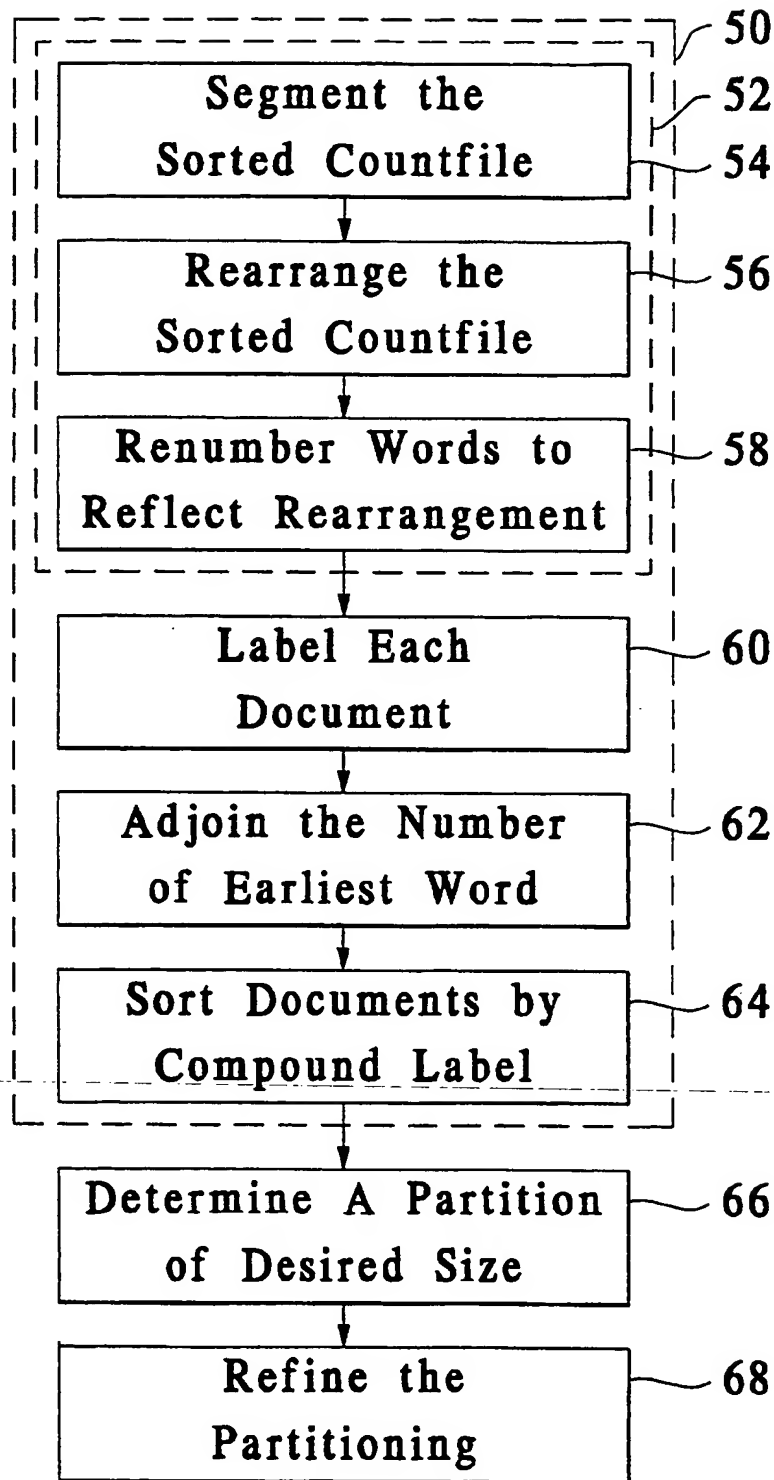 50
Segment the
52
Sorted Countfile
54
Rearrange the
56
Sorted Countfile
Renumber Words to
58
Reflect Rearrangement
Label Each
60
Document
Adjoin the Number
62
of Earliest Word
Sort Documents by
64
Compound Label
Determine A Partition
66
of Desired Size
Refine the
68
Partitioning